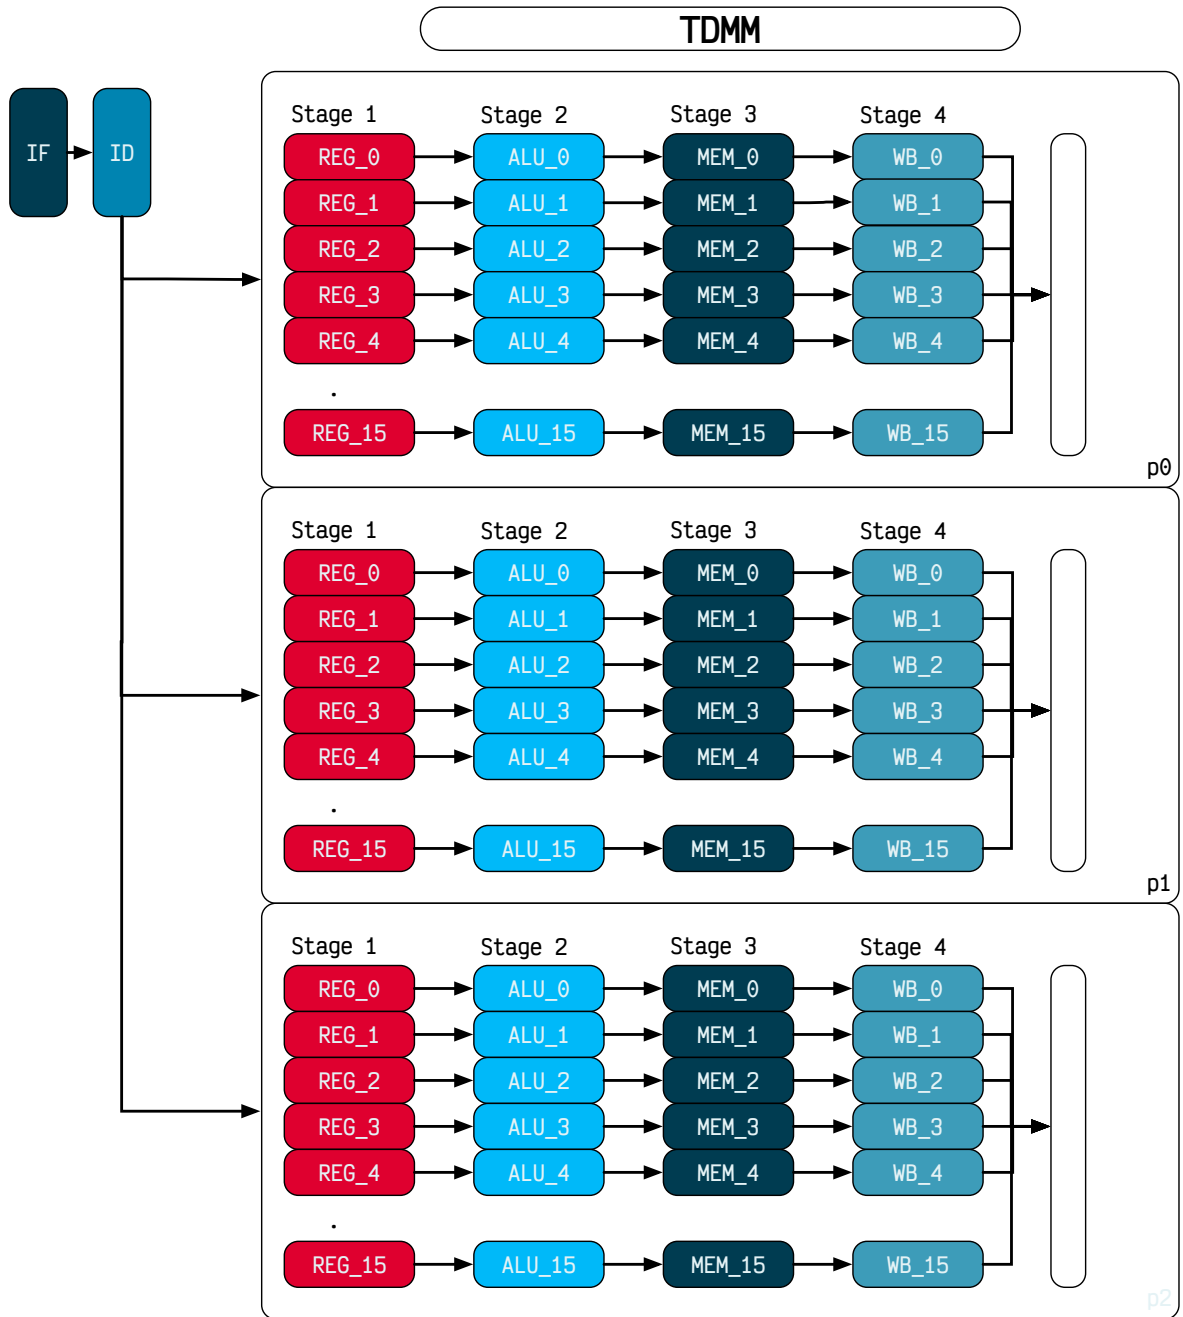 TDMM
IF ID
Stage 1 Stage 2 Stage 3 Stage 4
REG_0 ALU_0 MEM_0 WB_0
REG_1 ALU_1 MEM_1 WB_1
REG_2 ALU_2 MEM_2 WB_2
REG_3 ALU_3 MEM_3 WB_3
REG_4 ALU_4 MEM_4 WB_4
.
REG_15 ALU_15 MEM_15 WB_15
p0
Stage 1 Stage 2 Stage 3 Stage 4
REG_0 ALU_0 MEM_0 WB_0
REG_1 ALU_1 MEM_1 WB_1
REG_2 ALU_2 MEM_2 WB_2
REG_3 ALU_3 MEM_3 WB_3
REG_4 ALU_4 MEM_4 WB_4
.
REG_15 ALU_15 MEM_15 WB_15
p1
Stage 1 Stage 2 Stage 3 Stage 4
REG_0 ALU_0 MEM_0 WB_0
REG_1 ALU_1 MEM_1 WB_1
REG_2 ALU_2 MEM_2 WB_2
REG_3 ALU_3 MEM_3 WB_3
REG_4 ALU_4 MEM_4 WB_4
.
REG_15 ALU_15 MEM_15 WB_15
p2